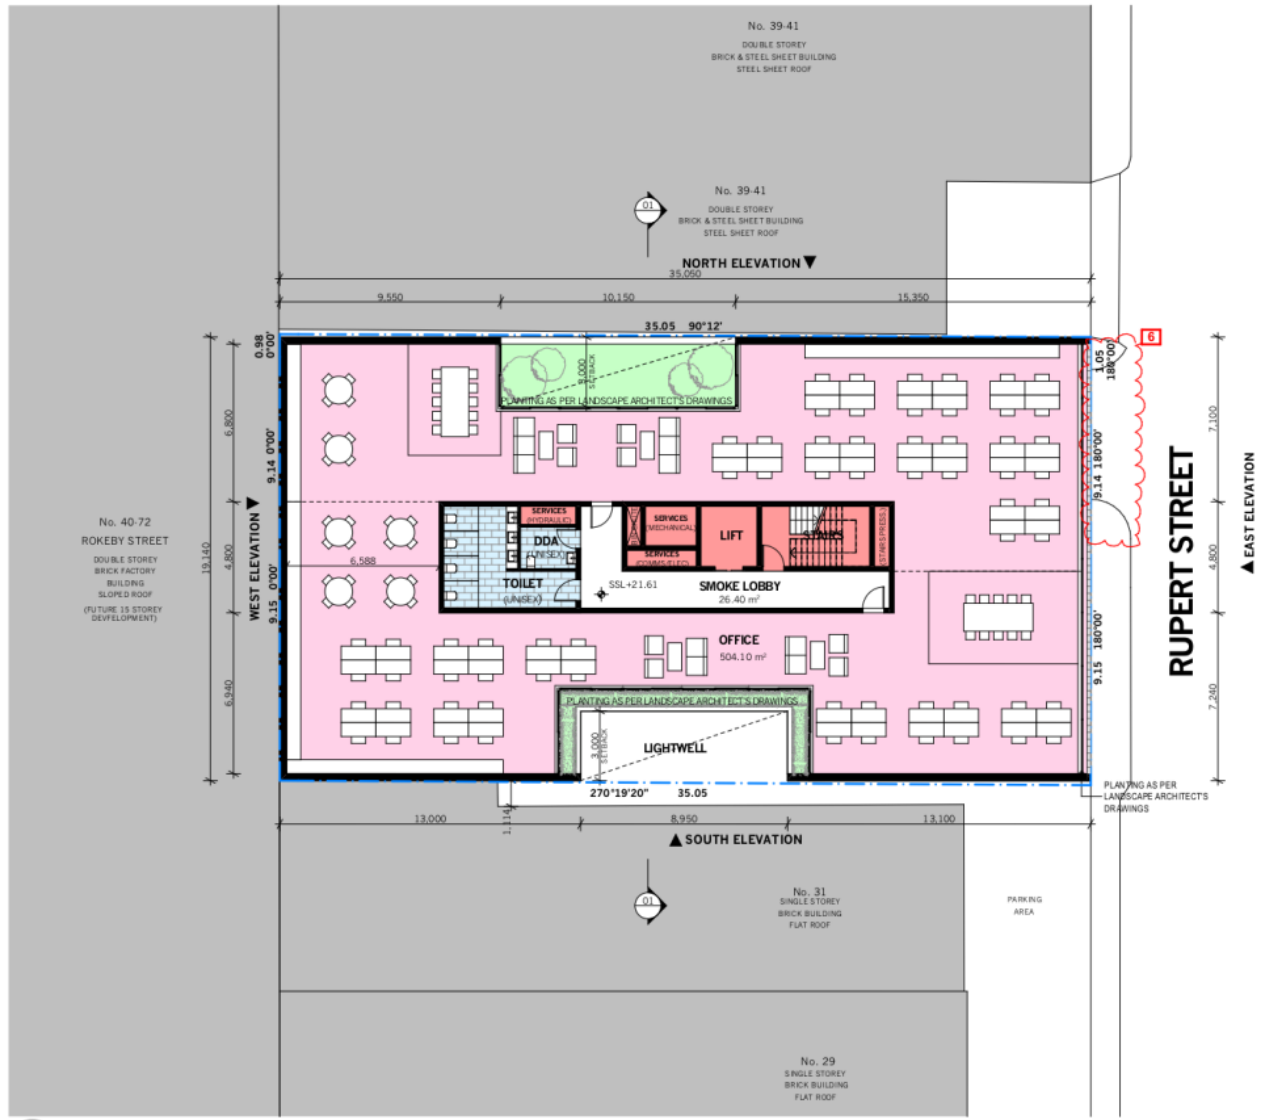 No. 39-41
DOUBLE STOREY
BRICK & STEEL SHEET BUILDING
STEEL SHEET ROOF
No. 39-41
DOUBLE STOREY
BRICK & STEEL SHEET BUILDING
STEEL SHEET ROOF
01
NORTH ELEVATION
35,050
9,550
10,150
15,350
35.05 90°12'
6
0.98 0°00'
1.05 180°00'
3,000
SETBACK
PLANTING AS PER LANDSCAPE ARCHITECT'S DRAWINGS
6,800
9.14 0°00'
9.14 180°00'
7,100
RUPERT STREET
EAST ELEVATION
WEST ELEVATION
No. 40-72
ROKEBY STREET
DOUBLE STOREY
BRICK FACTORY
BUILDING
SLOPED ROOF
(FUTURE 15 STOREY
DEVFELOPMENT)
19,140
4,800
4,800
9.15 0°00'
6,588
SERVICES
(HYDRAULIC)
DDA
(UNISEX)
TOILET
(UNISEX)
SERVICES
(MECHANICAL)
SERVICES
(COMMS/ELEC)
LIFT
STAIRS
(STAIRS PRESS.)
SSL+21.61
SMOKE LOBBY
26.40 m²
OFFICE
504.10 m²
9.15 180°00'
6,940
7,240
PLANTING AS PER LANDSCAPE ARCHITECT'S DRAWINGS
3,000
SETBACK
LIGHTWELL
270°19'20" 35.05
PLANTING AS PER
LANDSCAPE ARCHITECT'S
DRAWINGS
13,000
1,114
8,950
13,100
SOUTH ELEVATION
01
No. 31
SINGLE STOREY
BRICK BUILDING
FLAT ROOF
PARKING
AREA
No. 29
SINGLE STOREY
BRICK BUILDING
FLAT ROOF